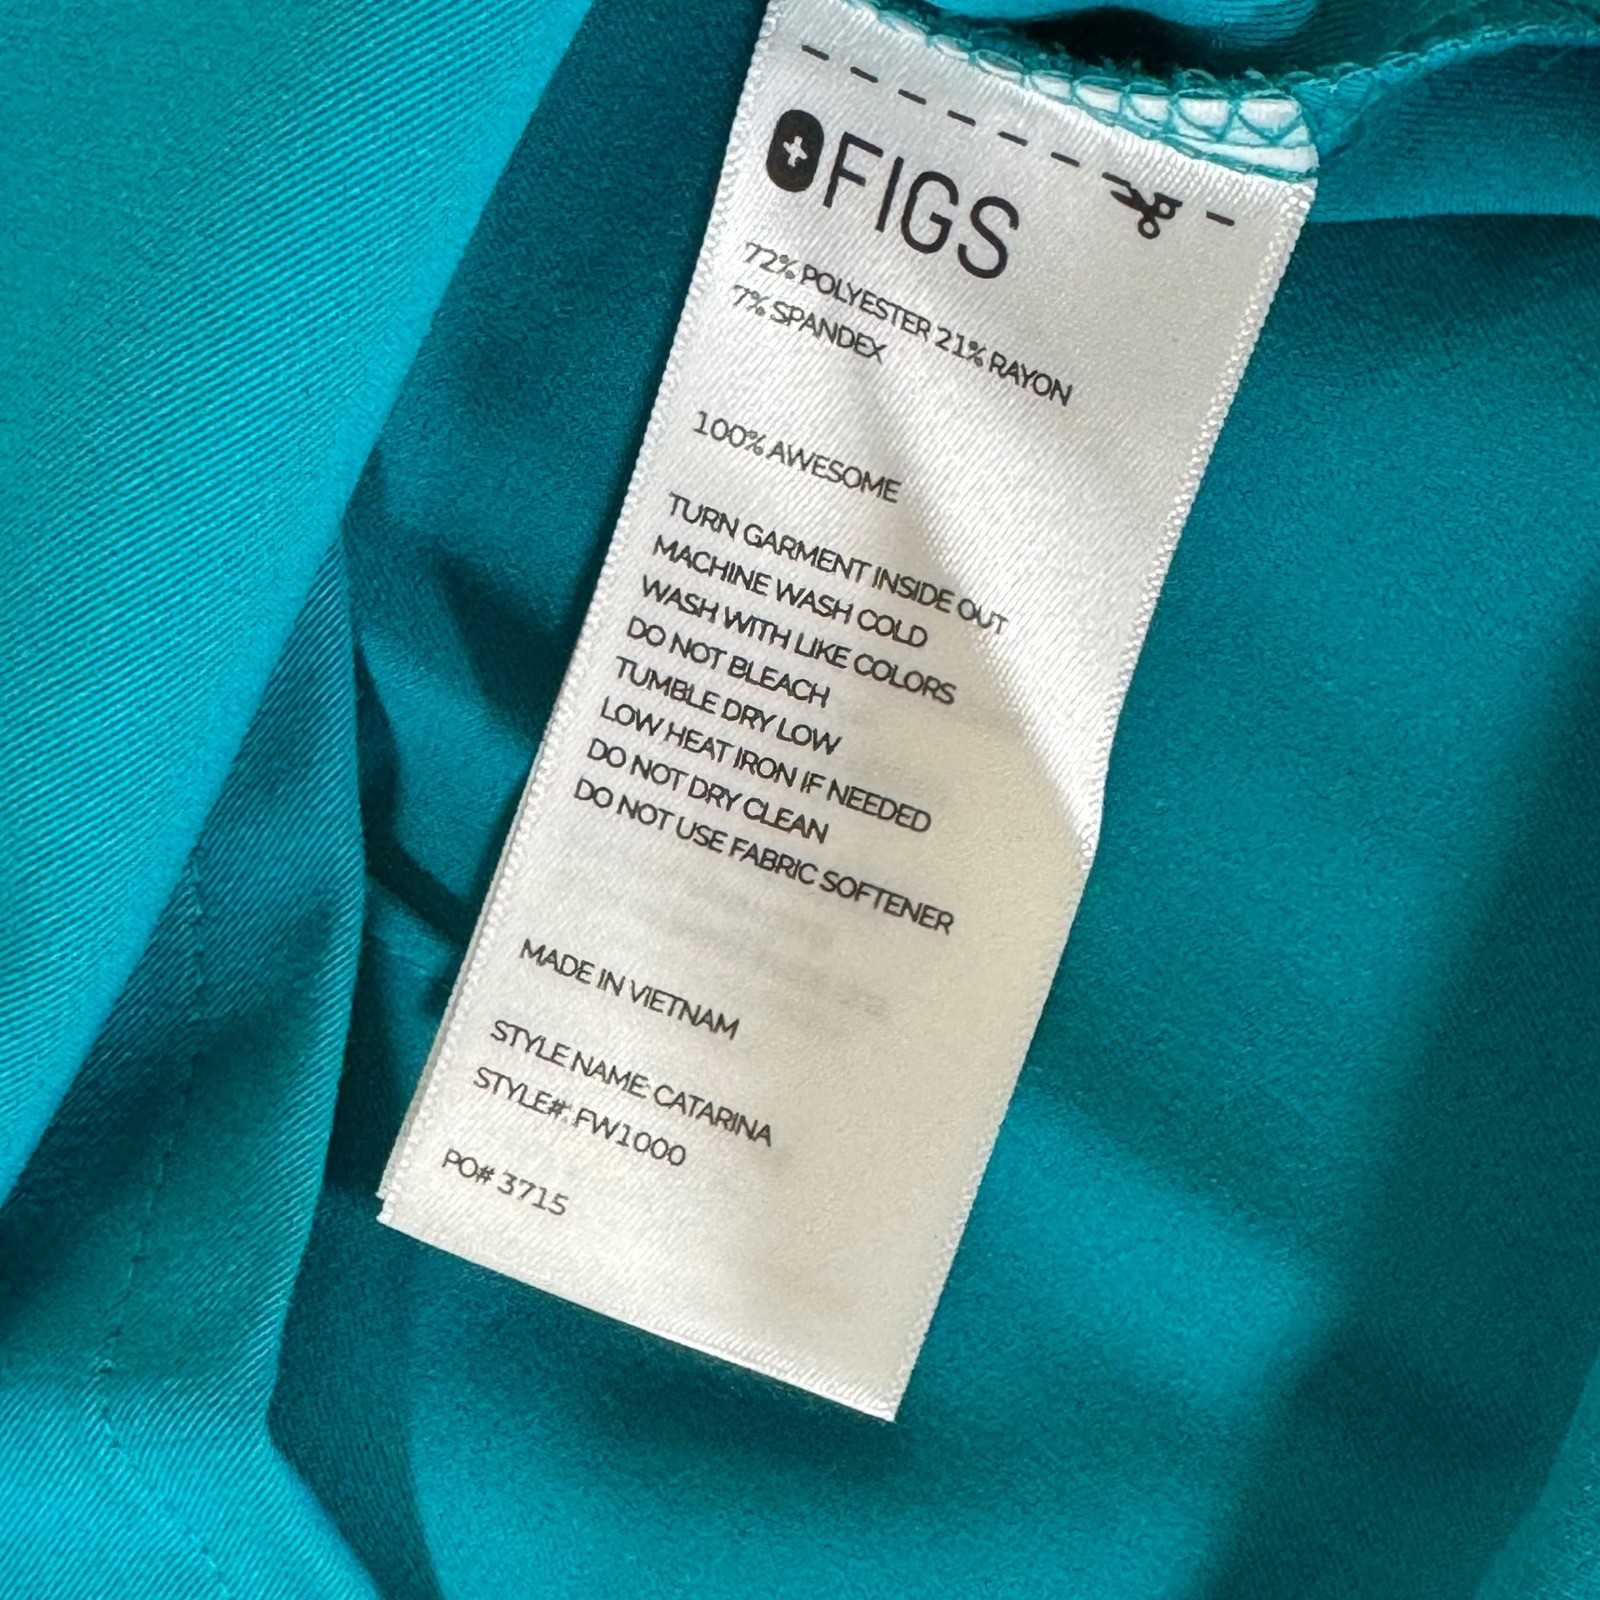 FIGS
72% POLYESTER 21% RAYON
7% SPANDEX
100% AWESOME
TURN GARMENT INSIDE OUT
MACHINE WASH COLD
WASH WITH LIKE COLORS
DO NOT BLEACH
TUMBLE DRY LOW
LOW HEAT IRON IF NEEDED
DO NOT DRY CLEAN
DO NOT USE FABRIC SOFTENER
MADE IN VIETNAM
STYLE NAME: CATARINA
STYLE#: FW1000
PO# 3715